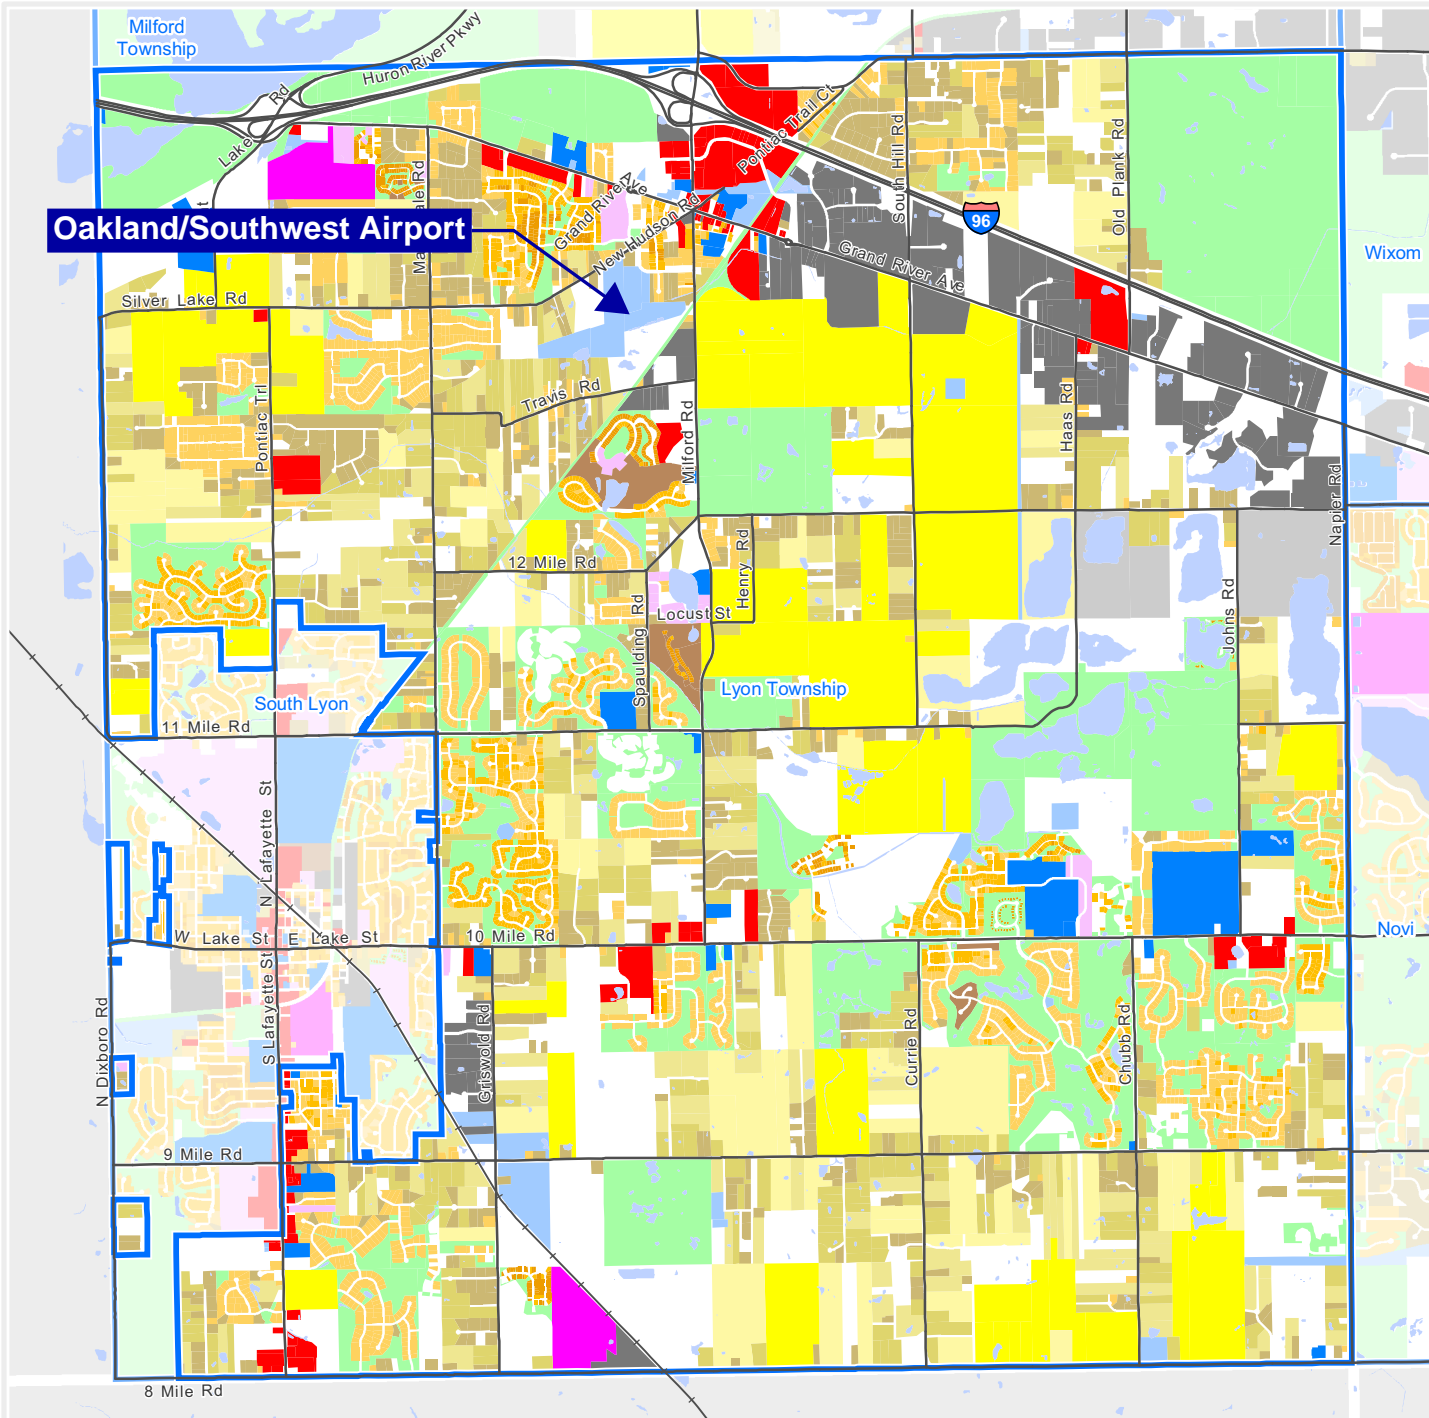 Milford
Township
Huron River Pkwy
Lake Rd
Pontiac Trail Ct
South Hill Rd
Old Plank Rd
ale Rd
Ma
t
Oakland/Southwest Airport
Grand River Ave
New Hudson Rd
96
Wixom
Grand River Ave
Silver Lake Rd
Travis Rd
Pontiac Trl
Milford Rd
Haas Rd
Napier Rd
12 Mile Rd
Henry Rd
Locust St
Spaulding Rd
Johns Rd
South Lyon
Lyon Township
11 Mile Rd
N Lafayette St
W Lake St
E Lake St
10 Mile Rd
Novi
S Lafayette St
N Dixboro Rd
Griswold Rd
Currie Rd
Chubb Rd
9 Mile Rd
8 Mile Rd